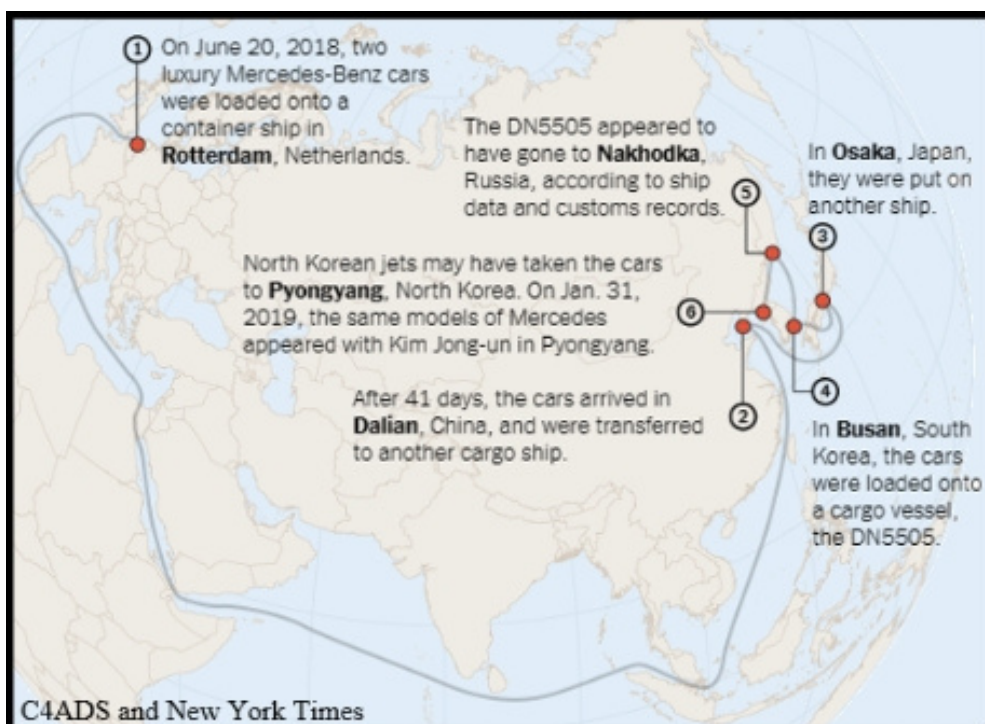 1 On June 20, 2018, two
luxury Mercedes-Benz cars
were loaded onto a
container ship in
Rotterdam, Netherlands.
The DN5505 appeared to
have gone to Nakhodka,
Russia, according to ship
data and customs records.
5
In Osaka, Japan,
they were put on
another ship.
3
North Korean jets may have taken the cars
to Pyongyang, North Korea. On Jan. 31,
2019, the same models of Mercedes
appeared with Kim Jong-un in Pyongyang.
6
After 41 days, the cars arrived in
Dalian, China, and were transferred
to another cargo ship.
2
4
In Busan, South
Korea, the cars
were loaded onto
a cargo vessel,
the DN5505.
C4ADS and New York Times